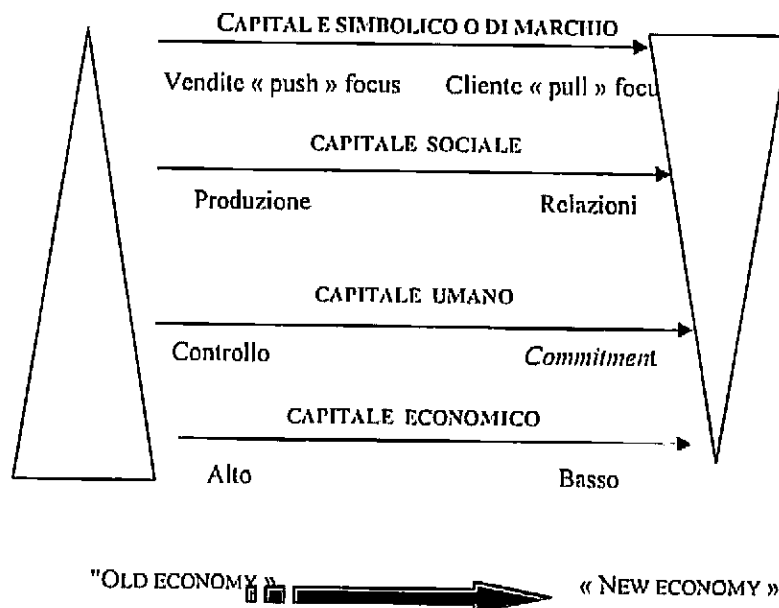 CAPITALE SIMBOLICO O DI MARCHIO
Vendite « push » focus Cliente « pull » focu
CAPITALE SOCIALE
Produzione Relazioni
CAPITALE UMANO
Controllo Commitment
CAPITALE ECONOMICO
Alto Basso
"OLD ECONOMY » « NEW ECONOMY »